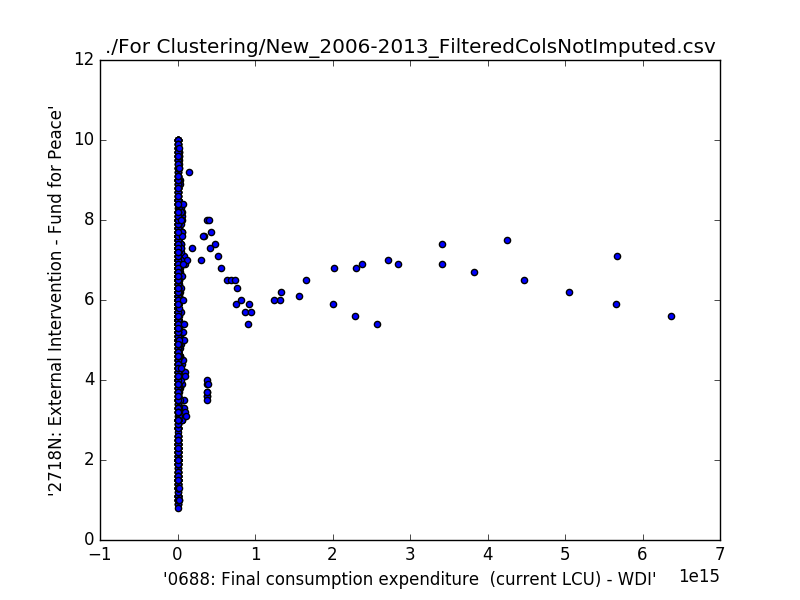 ./For Clustering/New_2006-2013_FilteredColsNotImputed.csv
12
10
8
6
4
2
0
'2718N: External Intervention - Fund for Peace'
−1 0 1 2 3 4 5 6 7
1e15
'0688: Final consumption expenditure  (current LCU) - WDI'